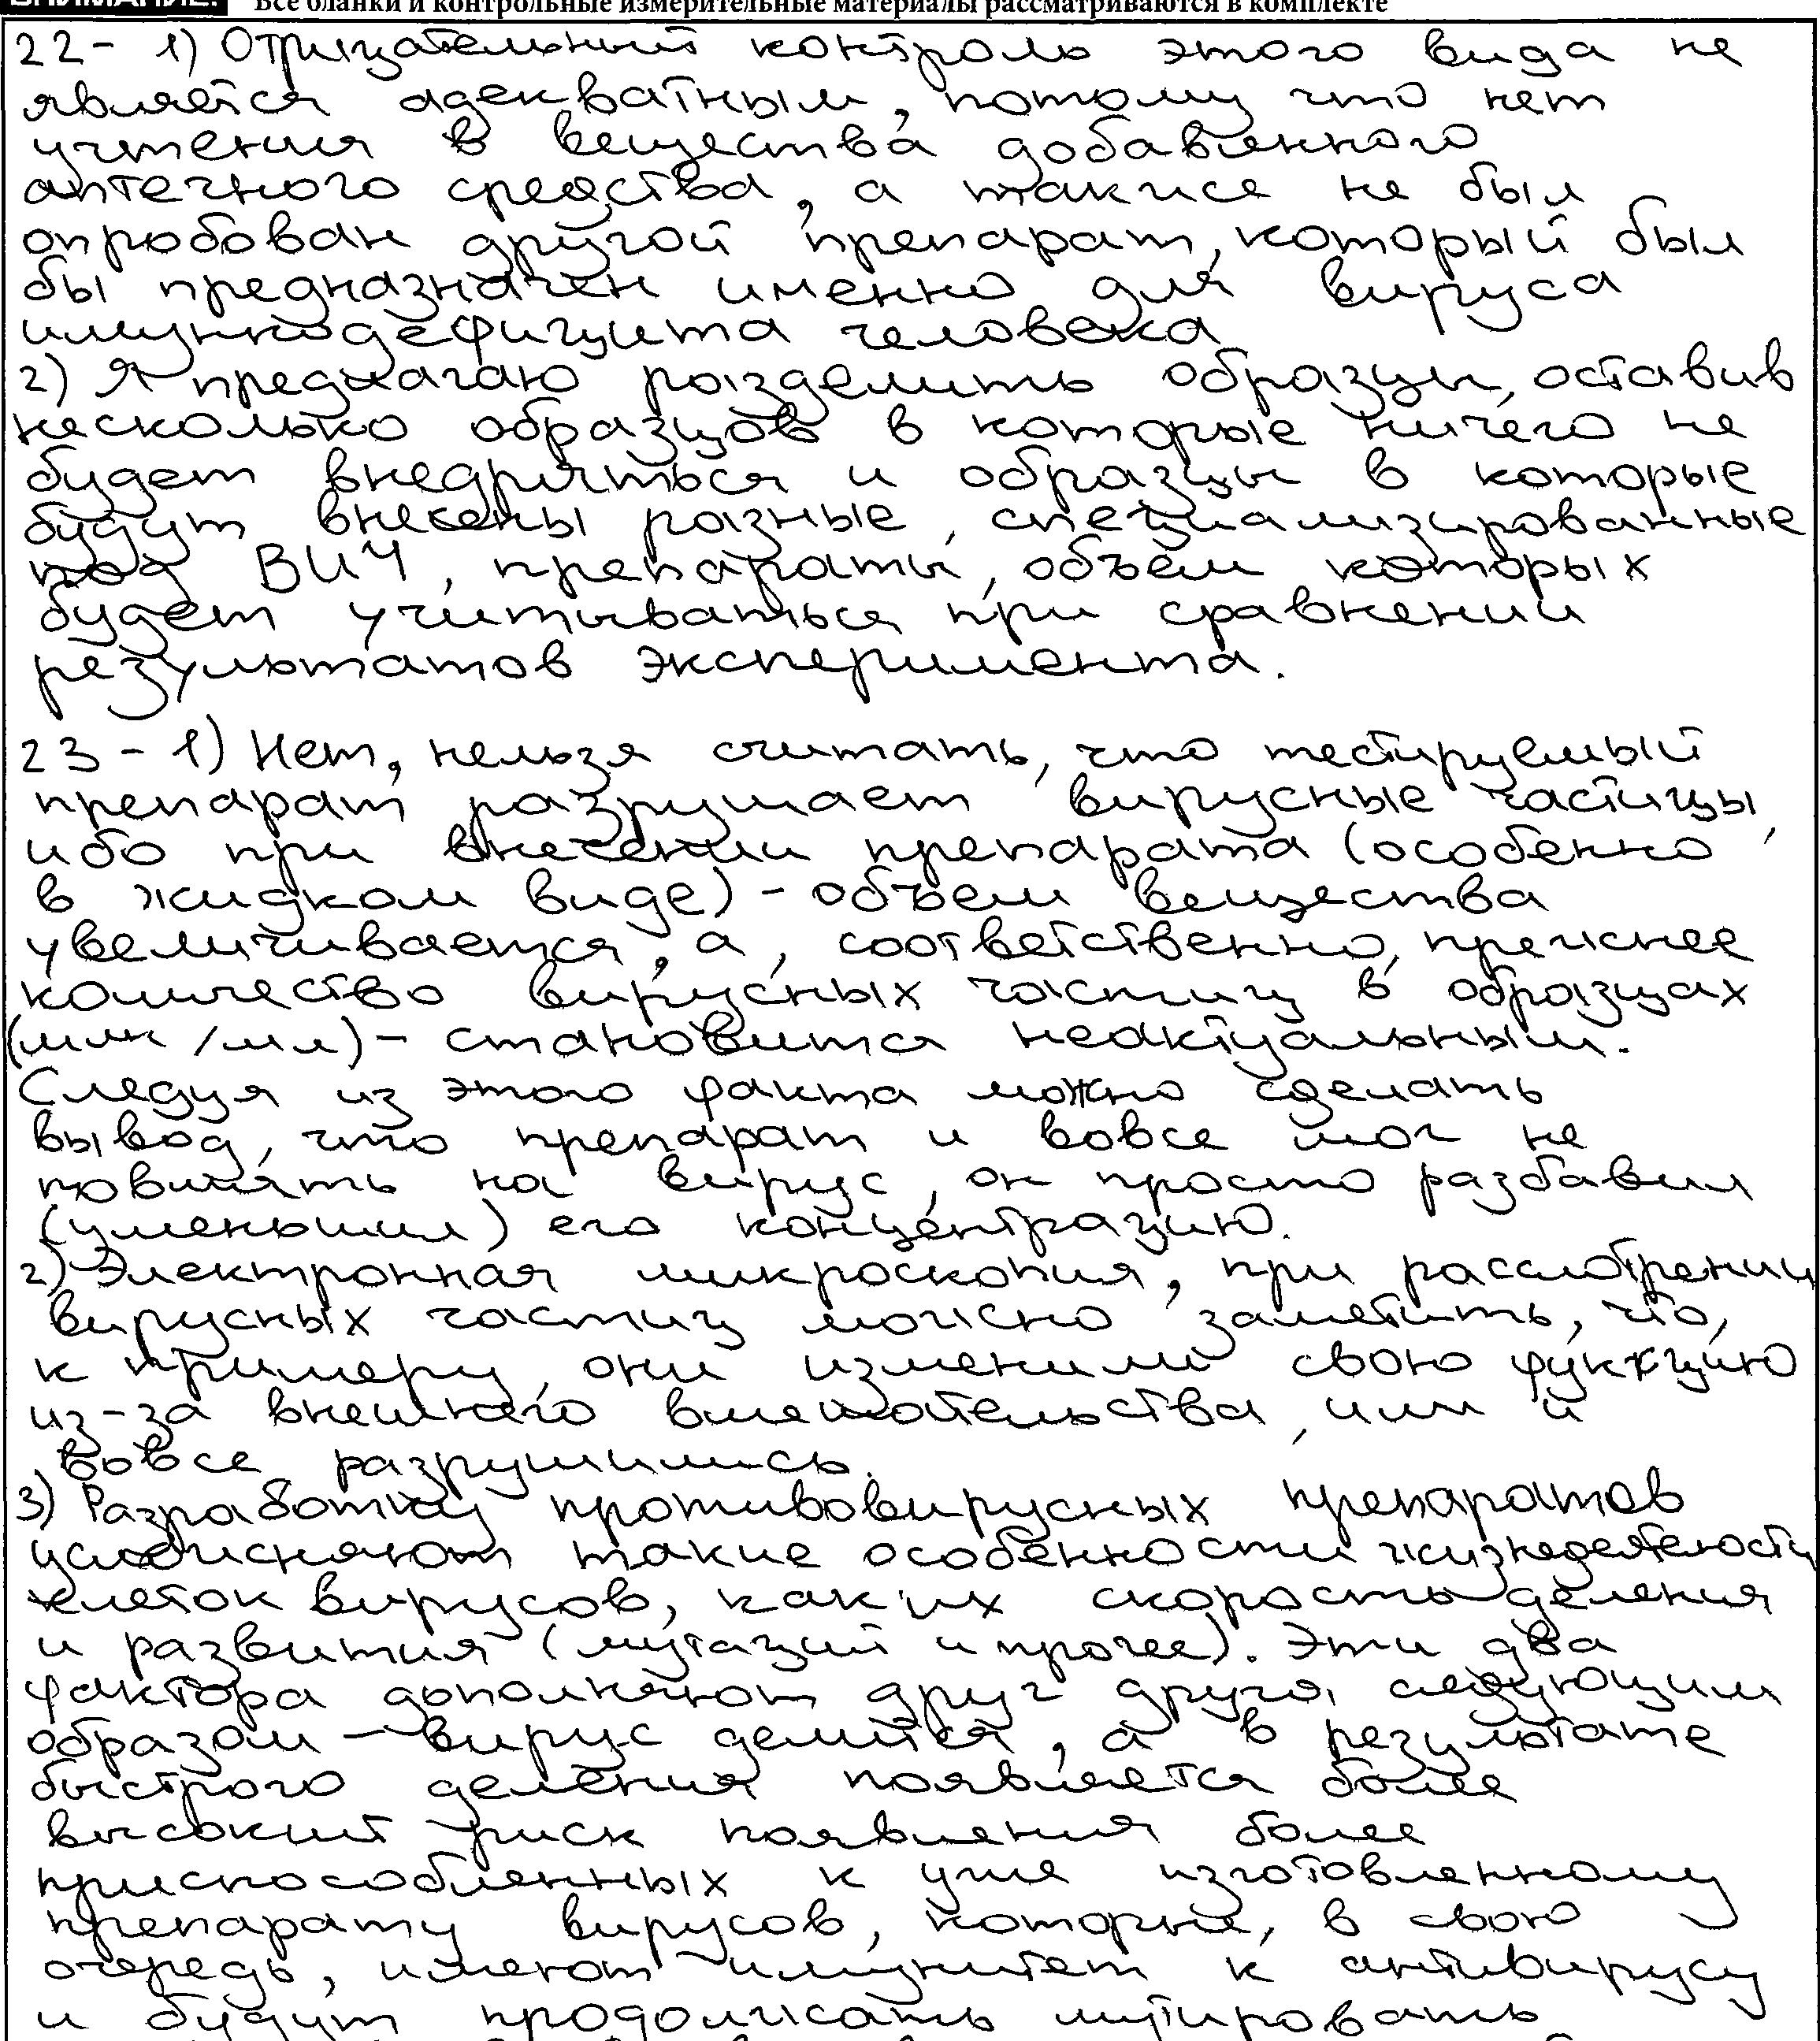 ВНИМАНИЕ! Все бланки и контрольные измерительные материалы рассматриваются в комплекте
22 - 1) Отрицательный контроль этого вида не
является адекватным, потому что нет
учтения в вещества добавленного
аптечного средства, а также не был
опробован другой препарат, который был
бы предназначен именно для вируса
иммунодефицита человека
2) Я предлагаю разделить образцы, оставив
несколько образцов в которые ничего не
будет внедряться и образцы в которые
будут внесены разные, специализированные
под ВИЧ, препараты, объём которых
будет учитываться при сравнении
результатов эксперимента.
23 - 1) Нет, нельзя считать, что тестируемый
препарат разрушает вирусные частицы,
ибо при внесении препарата (особенно
в жидком виде) - объём вещества
увеличивается, а, соответственно, прежнее
количество вирусных частиц в образцах
(млн/мл) - становится неактуальным.
Следуя из этого факта можно сделать
вывод, что препарат и вовсе мог не
повлиять на вирус, он просто разбавил
(уменьшил) его концентрацию.
2) Электронная микроскопия, при рассмотрении
вирусных частиц можно заметить, что,
к примеру, они изменили свою функцию
из-за внешнего вмешательства, или и
вовсе разрушились.
3) Разработку противовирусных препаратов
усложняют такие особенности жизнедеятелости
клеток вирусов, как их скорость деления
и развития (мутаций и прочее). Эти два
фактора дополняют друг друга, следующим
образом - вирус делится, а в результате
быстрого деления появляется более
высокий риск появления более
приспособленных к уже изготовленному
препарату вирусов, которые, в свою
очередь, имеют иммунитет к антивирусу
и будут продолжать мутировать